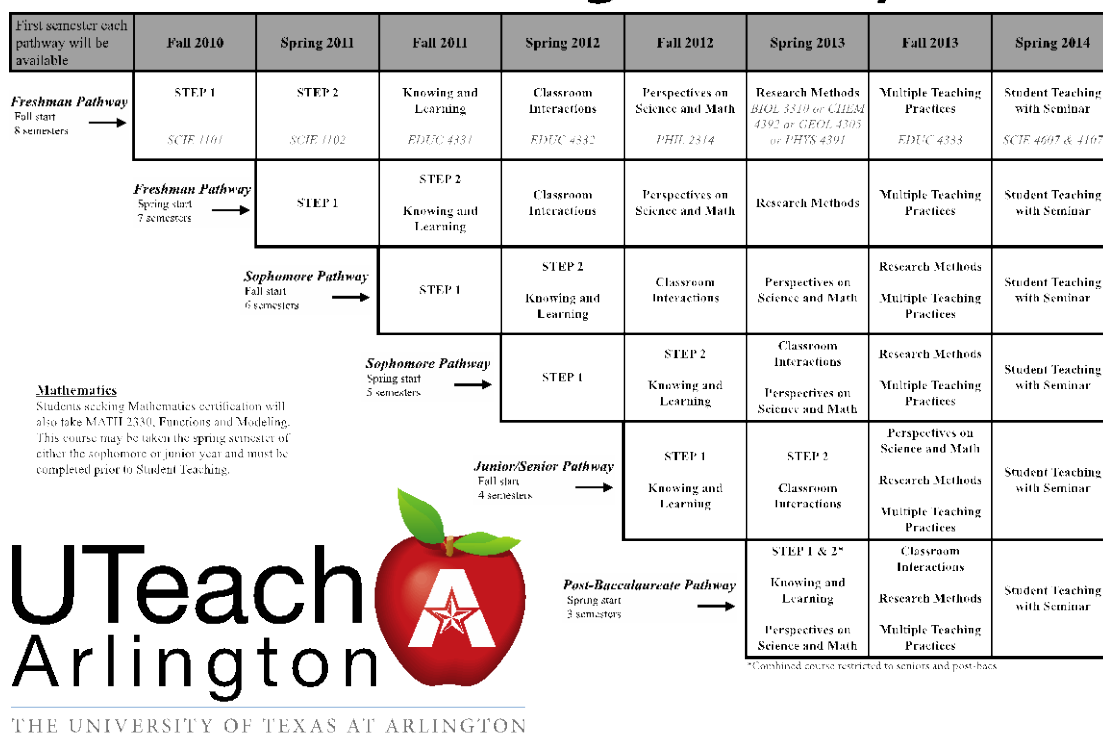 First semester each
pathway will be
available
Fall 2010
Spring 2011
Fall 2011
Spring 2012
Fall 2012
Spring 2013
Fall 2013
Spring 2014
Freshman Pathway
Fall start
8 semesters
STEP 1
SCIE 1101
STEP 2
SCIE 1102
Knowing and
Learning
EDUC 4331
Classroom
Interactions
EDUC 4332
Perspectives on
Science and Math
PHIL 2314
Research Methods
BIOL 3310 or CHEM
4392 or GEOL 4305
or PHYS 4391
Multiple Teaching
Practices
EDUC 4333
Student Teaching
with Seminar
SCIE 4607 & 4107
Freshman Pathway
Spring start
7 semesters
STEP 1
STEP 2
Knowing and
Learning
Classroom
Interactions
Perspectives on
Science and Math
Research Methods
Multiple Teaching
Practices
Student Teaching
with Seminar
Sophomore Pathway
Fall start
6 semesters
STEP 1
STEP 2
Knowing and
Learning
Classroom
Interactions
Perspectives on
Science and Math
Research Methods
Multiple Teaching
Practices
Student Teaching
with Seminar
Sophomore Pathway
Spring start
5 semesters
STEP 1
STEP 2
Knowing and
Learning
Classroom
Interactions
Perspectives on
Science and Math
Research Methods
Multiple Teaching
Practices
Student Teaching
with Seminar
Mathematics
Students seeking Mathematics certification will
also take MATH 2330, Functions and Modeling.
This course may be taken the spring semester of
either the sophomore or junior year and must be
completed prior to Student Teaching.
Junior/Senior Pathway
Fall start
4 semesters
STEP 1
Knowing and
Learning
STEP 2
Classroom
Interactions
Perspectives on
Science and Math
Research Methods
Multiple Teaching
Practices
Student Teaching
with Seminar
Post-Baccalaureate Pathway
Spring start
3 semesters
STEP 1 & 2*
Knowing and
Learning
Perspectives on
Science and Math
Classroom
Interactions
Research Methods
Multiple Teaching
Practices
Student Teaching
with Seminar
*Combined course restricted to seniors and post-bacs
UTeach
Arlington
A
THE UNIVERSITY OF TEXAS AT ARLINGTON